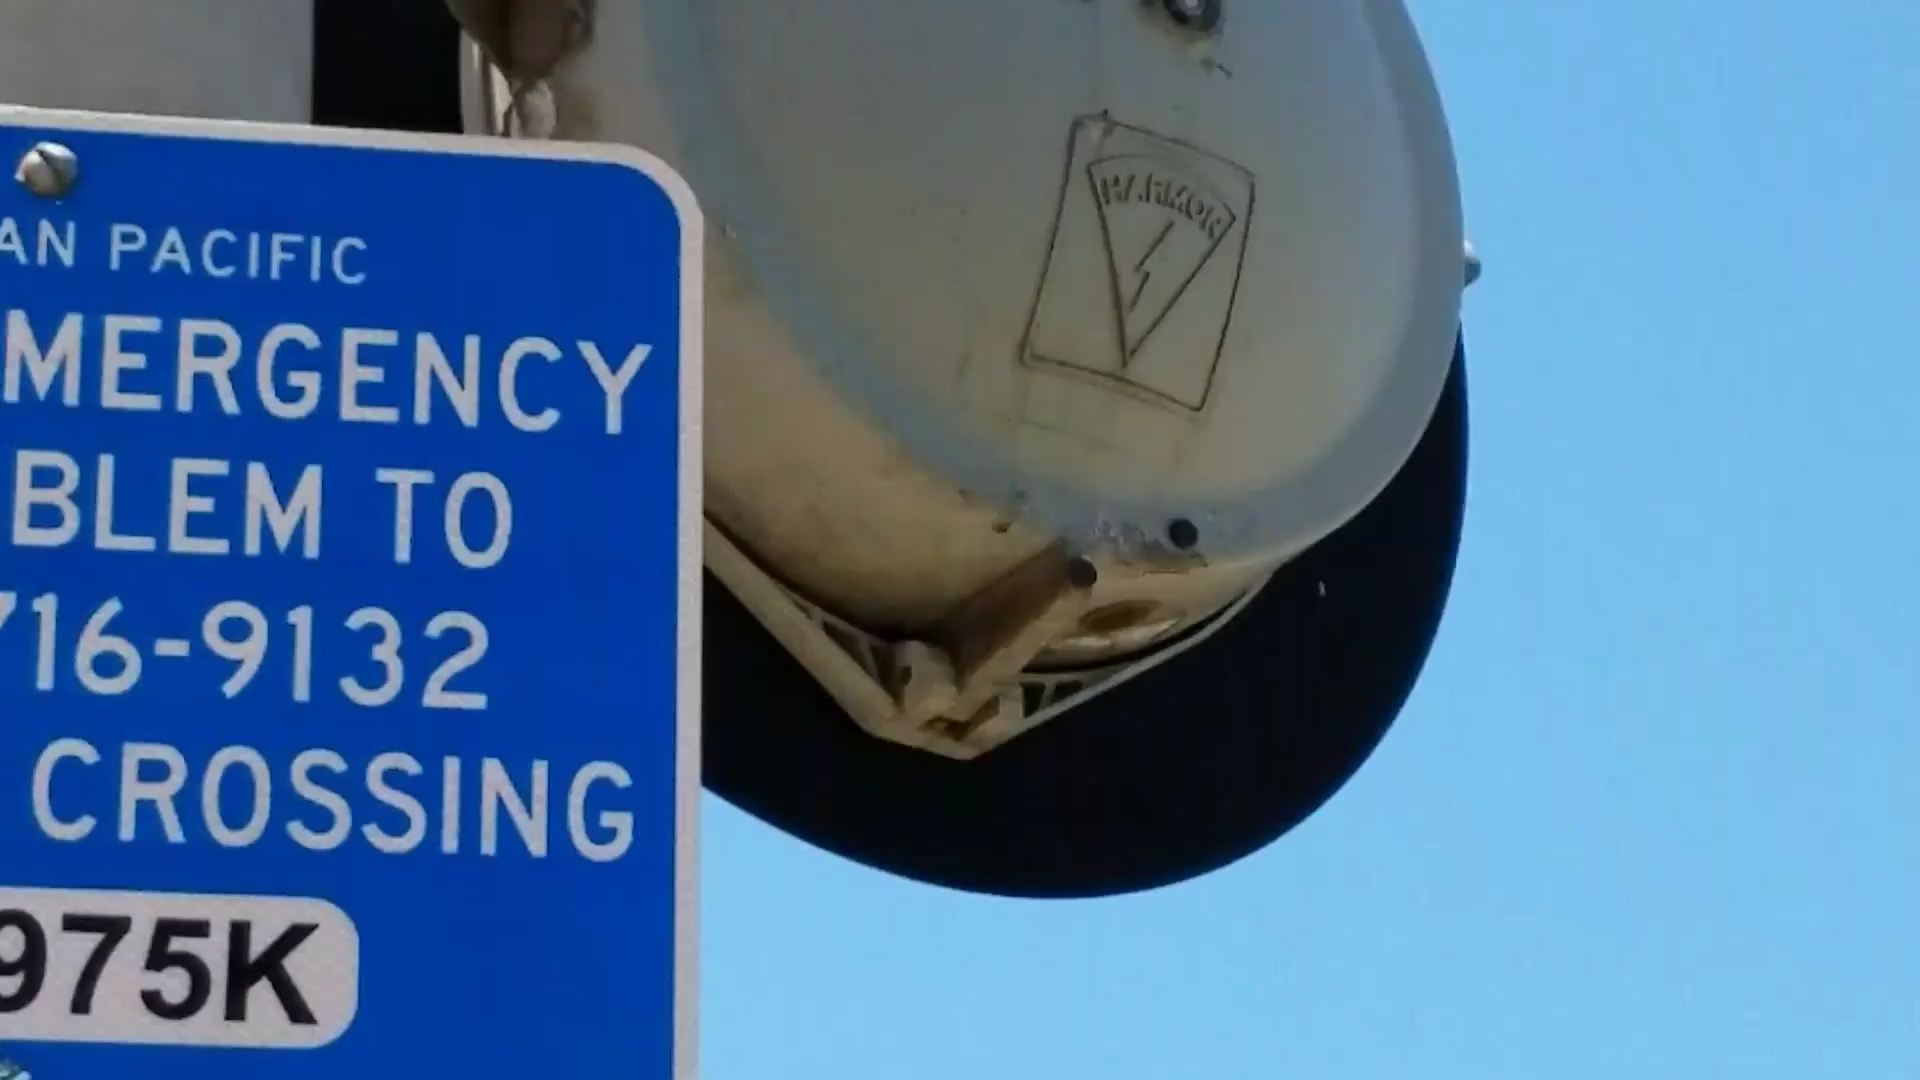 AN PACIFIC
MERGENCY
BLEM TO
716-9132
CROSSING
975K
HARMON